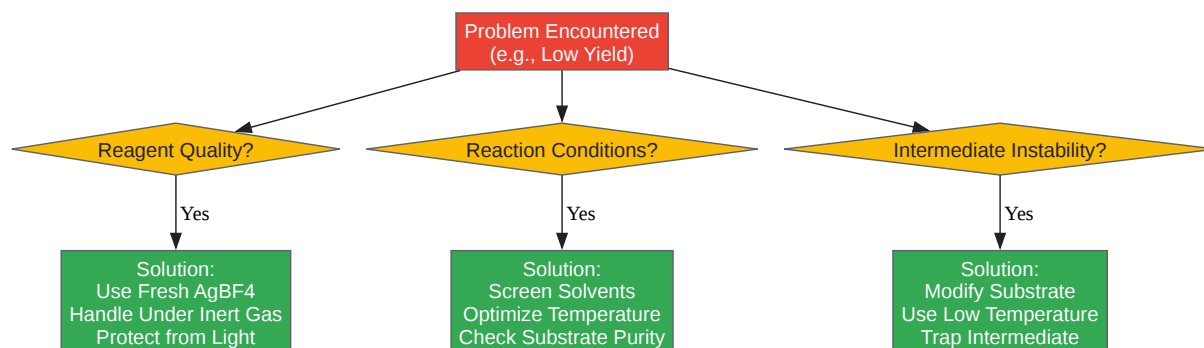 Problem Encountered
(e.g., Low Yield)
Reagent Quality?
Reaction Conditions?
Intermediate Instability?
Yes
Yes
Yes
Solution:
Use Fresh AgBF4
Handle Under Inert Gas
Protect from Light
Solution:
Screen Solvents
Optimize Temperature
Check Substrate Purity
Solution:
Modify Substrate
Use Low Temperature
Trap Intermediate